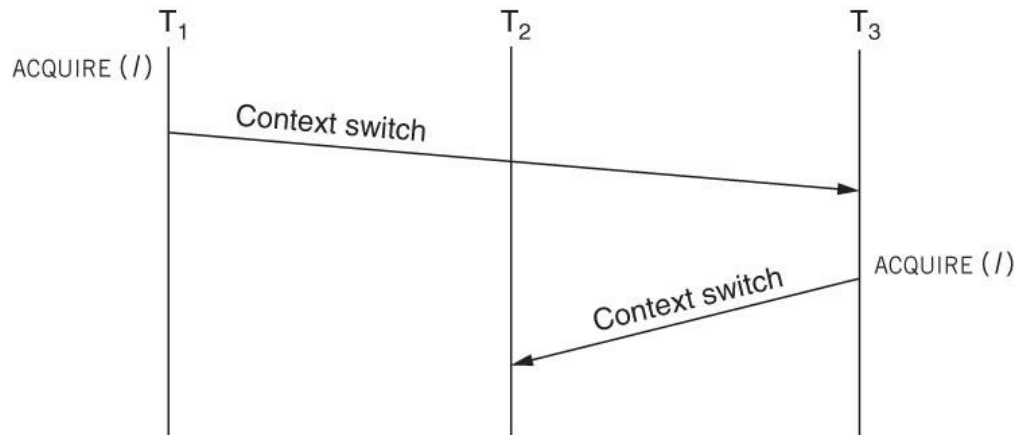 T₁ T₂ T₃
ACQUIRE (l)
Context switch
ACQUIRE (l)
Context switch